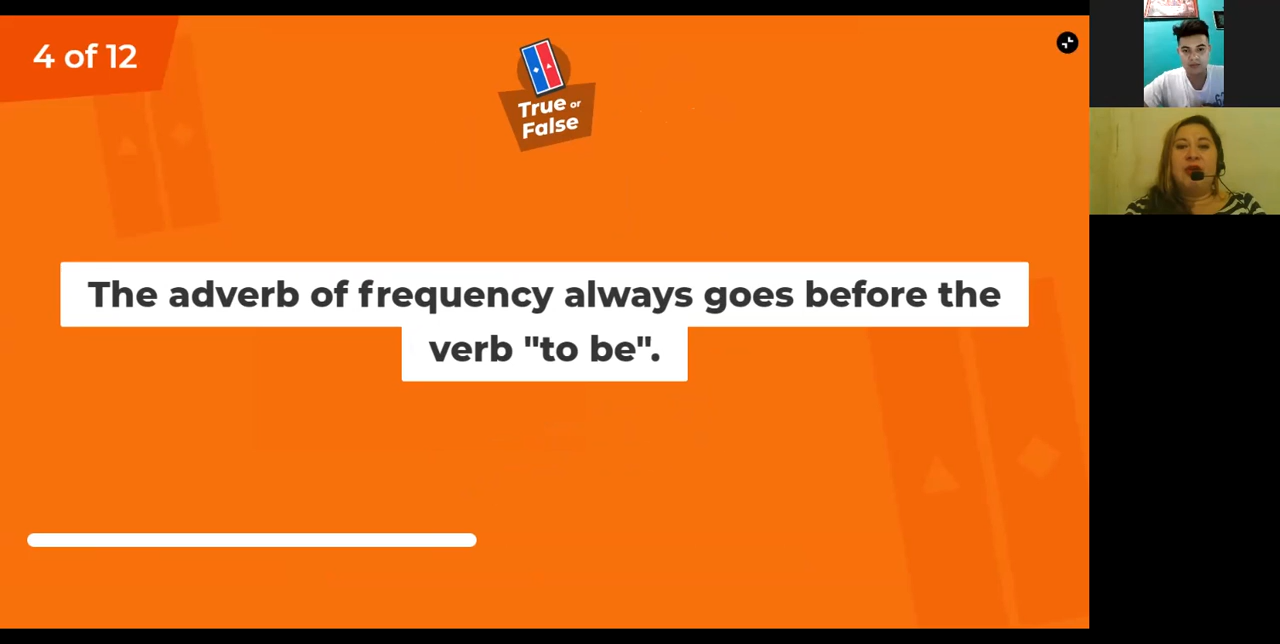 4 of 12
True or
False
The adverb of frequency always goes before the
verb "to be".